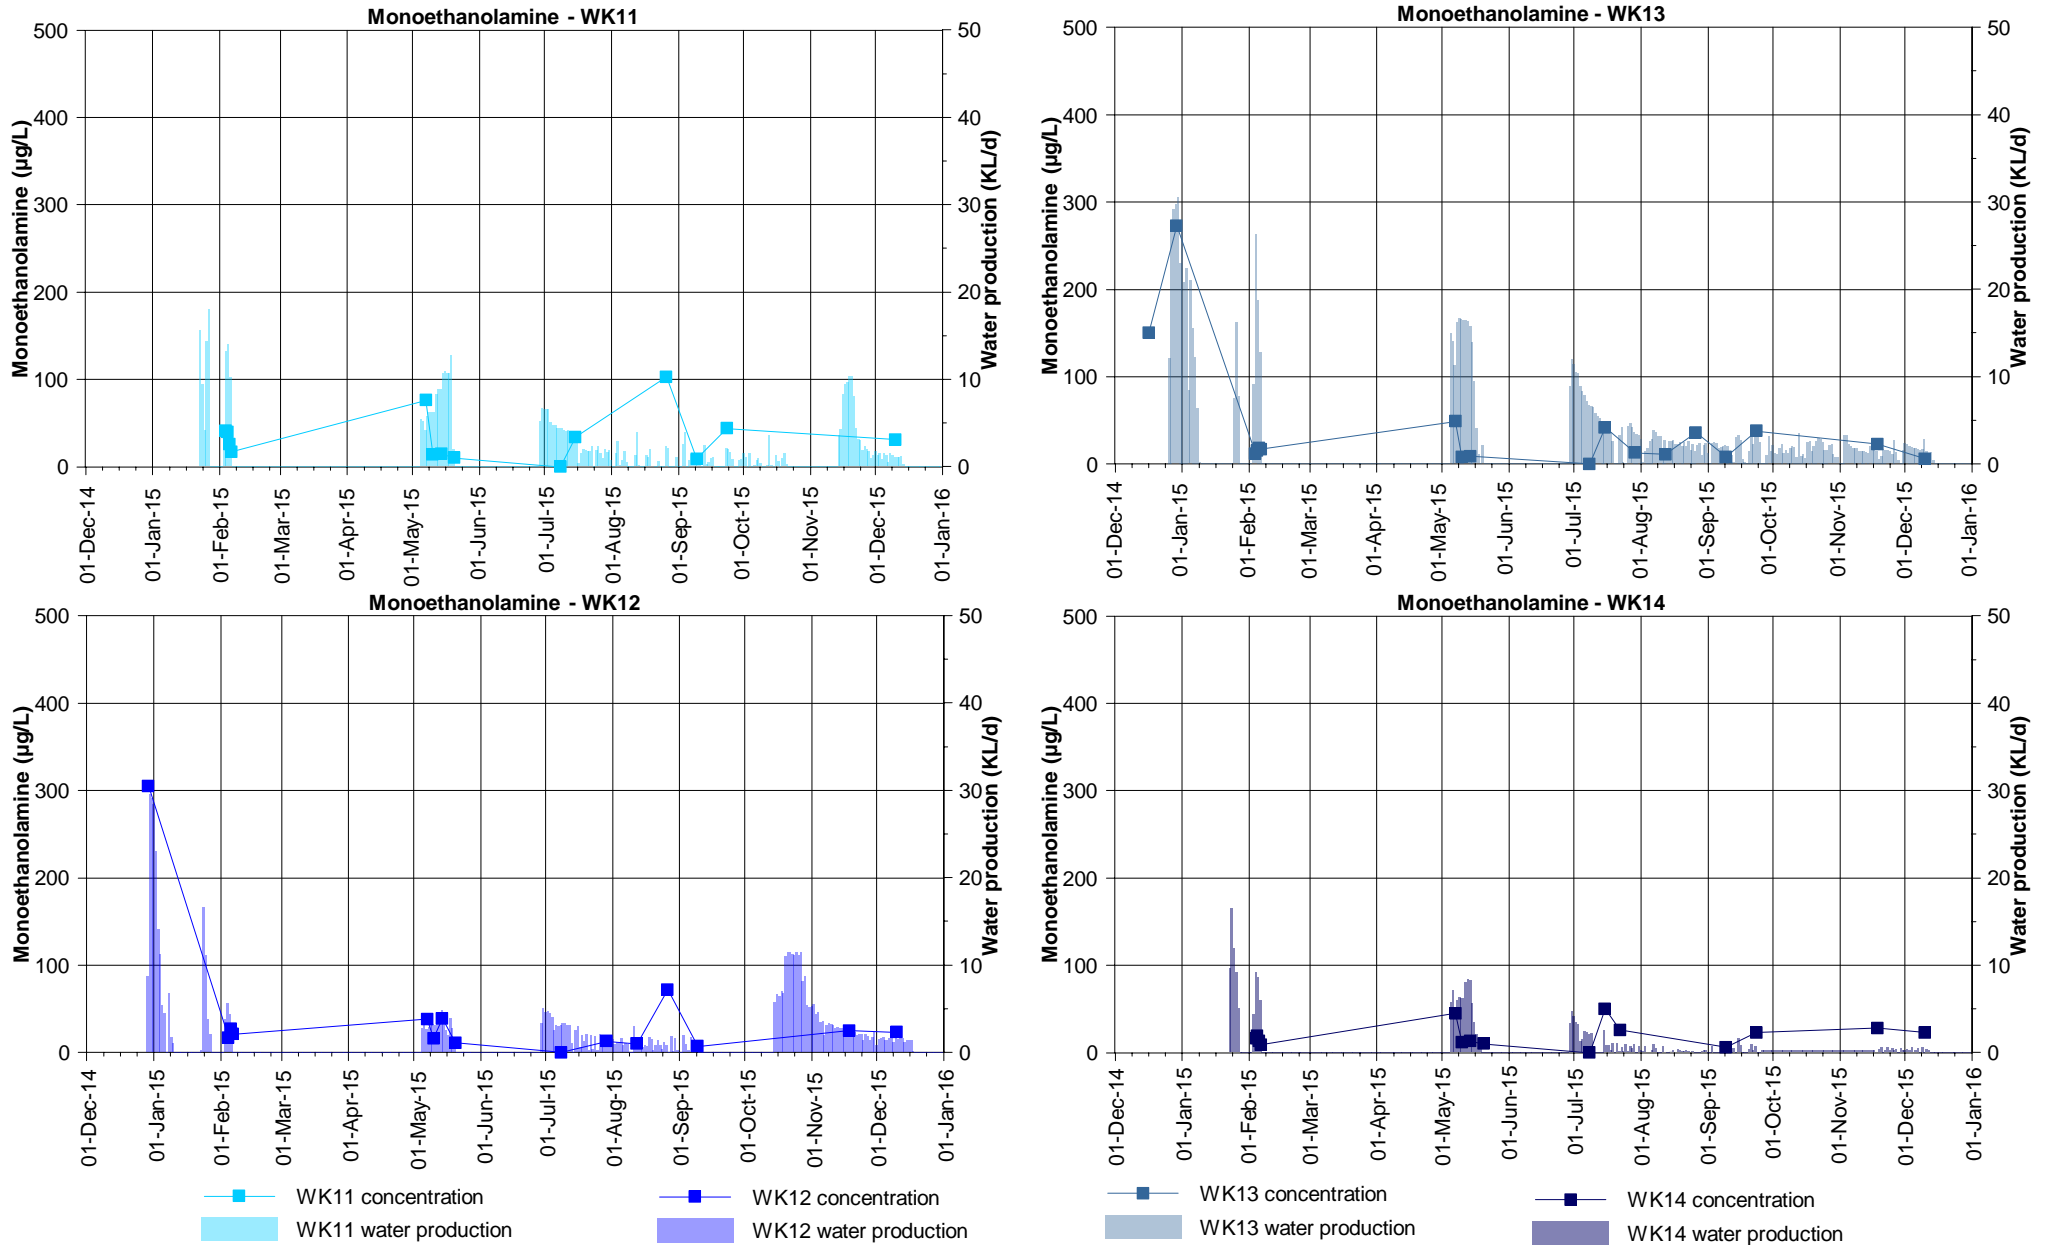 Monoethanolamine - WK11
Monoethanolamine (µg/L)
500
400
300
200
100
0
Water production (KL/d)
50
40
30
20
10
0
01-Dec-14
01-Jan-15
01-Feb-15
01-Mar-15
01-Apr-15
01-May-15
01-Jun-15
01-Jul-15
01-Aug-15
01-Sep-15
01-Oct-15
01-Nov-15
01-Dec-15
01-Jan-16
Monoethanolamine - WK13
Monoethanolamine (µg/L)
500
400
300
200
100
0
Water production (KL/d)
50
40
30
20
10
0
01-Dec-14
01-Jan-15
01-Feb-15
01-Mar-15
01-Apr-15
01-May-15
01-Jun-15
01-Jul-15
01-Aug-15
01-Sep-15
01-Oct-15
01-Nov-15
01-Dec-15
01-Jan-16
Monoethanolamine - WK12
Monoethanolamine (µg/L)
500
400
300
200
100
0
Water production (KL/d)
50
40
30
20
10
0
01-Dec-14
01-Jan-15
01-Feb-15
01-Mar-15
01-Apr-15
01-May-15
01-Jun-15
01-Jul-15
01-Aug-15
01-Sep-15
01-Oct-15
01-Nov-15
01-Dec-15
01-Jan-16
Monoethanolamine - WK14
Monoethanolamine (µg/L)
500
400
300
200
100
0
Water production (KL/d)
50
40
30
20
10
0
01-Dec-14
01-Jan-15
01-Feb-15
01-Mar-15
01-Apr-15
01-May-15
01-Jun-15
01-Jul-15
01-Aug-15
01-Sep-15
01-Oct-15
01-Nov-15
01-Dec-15
01-Jan-16
WK11 concentration
WK11 water production
WK12 concentration
WK12 water production
WK13 concentration
WK13 water production
WK14 concentration
WK14 water production